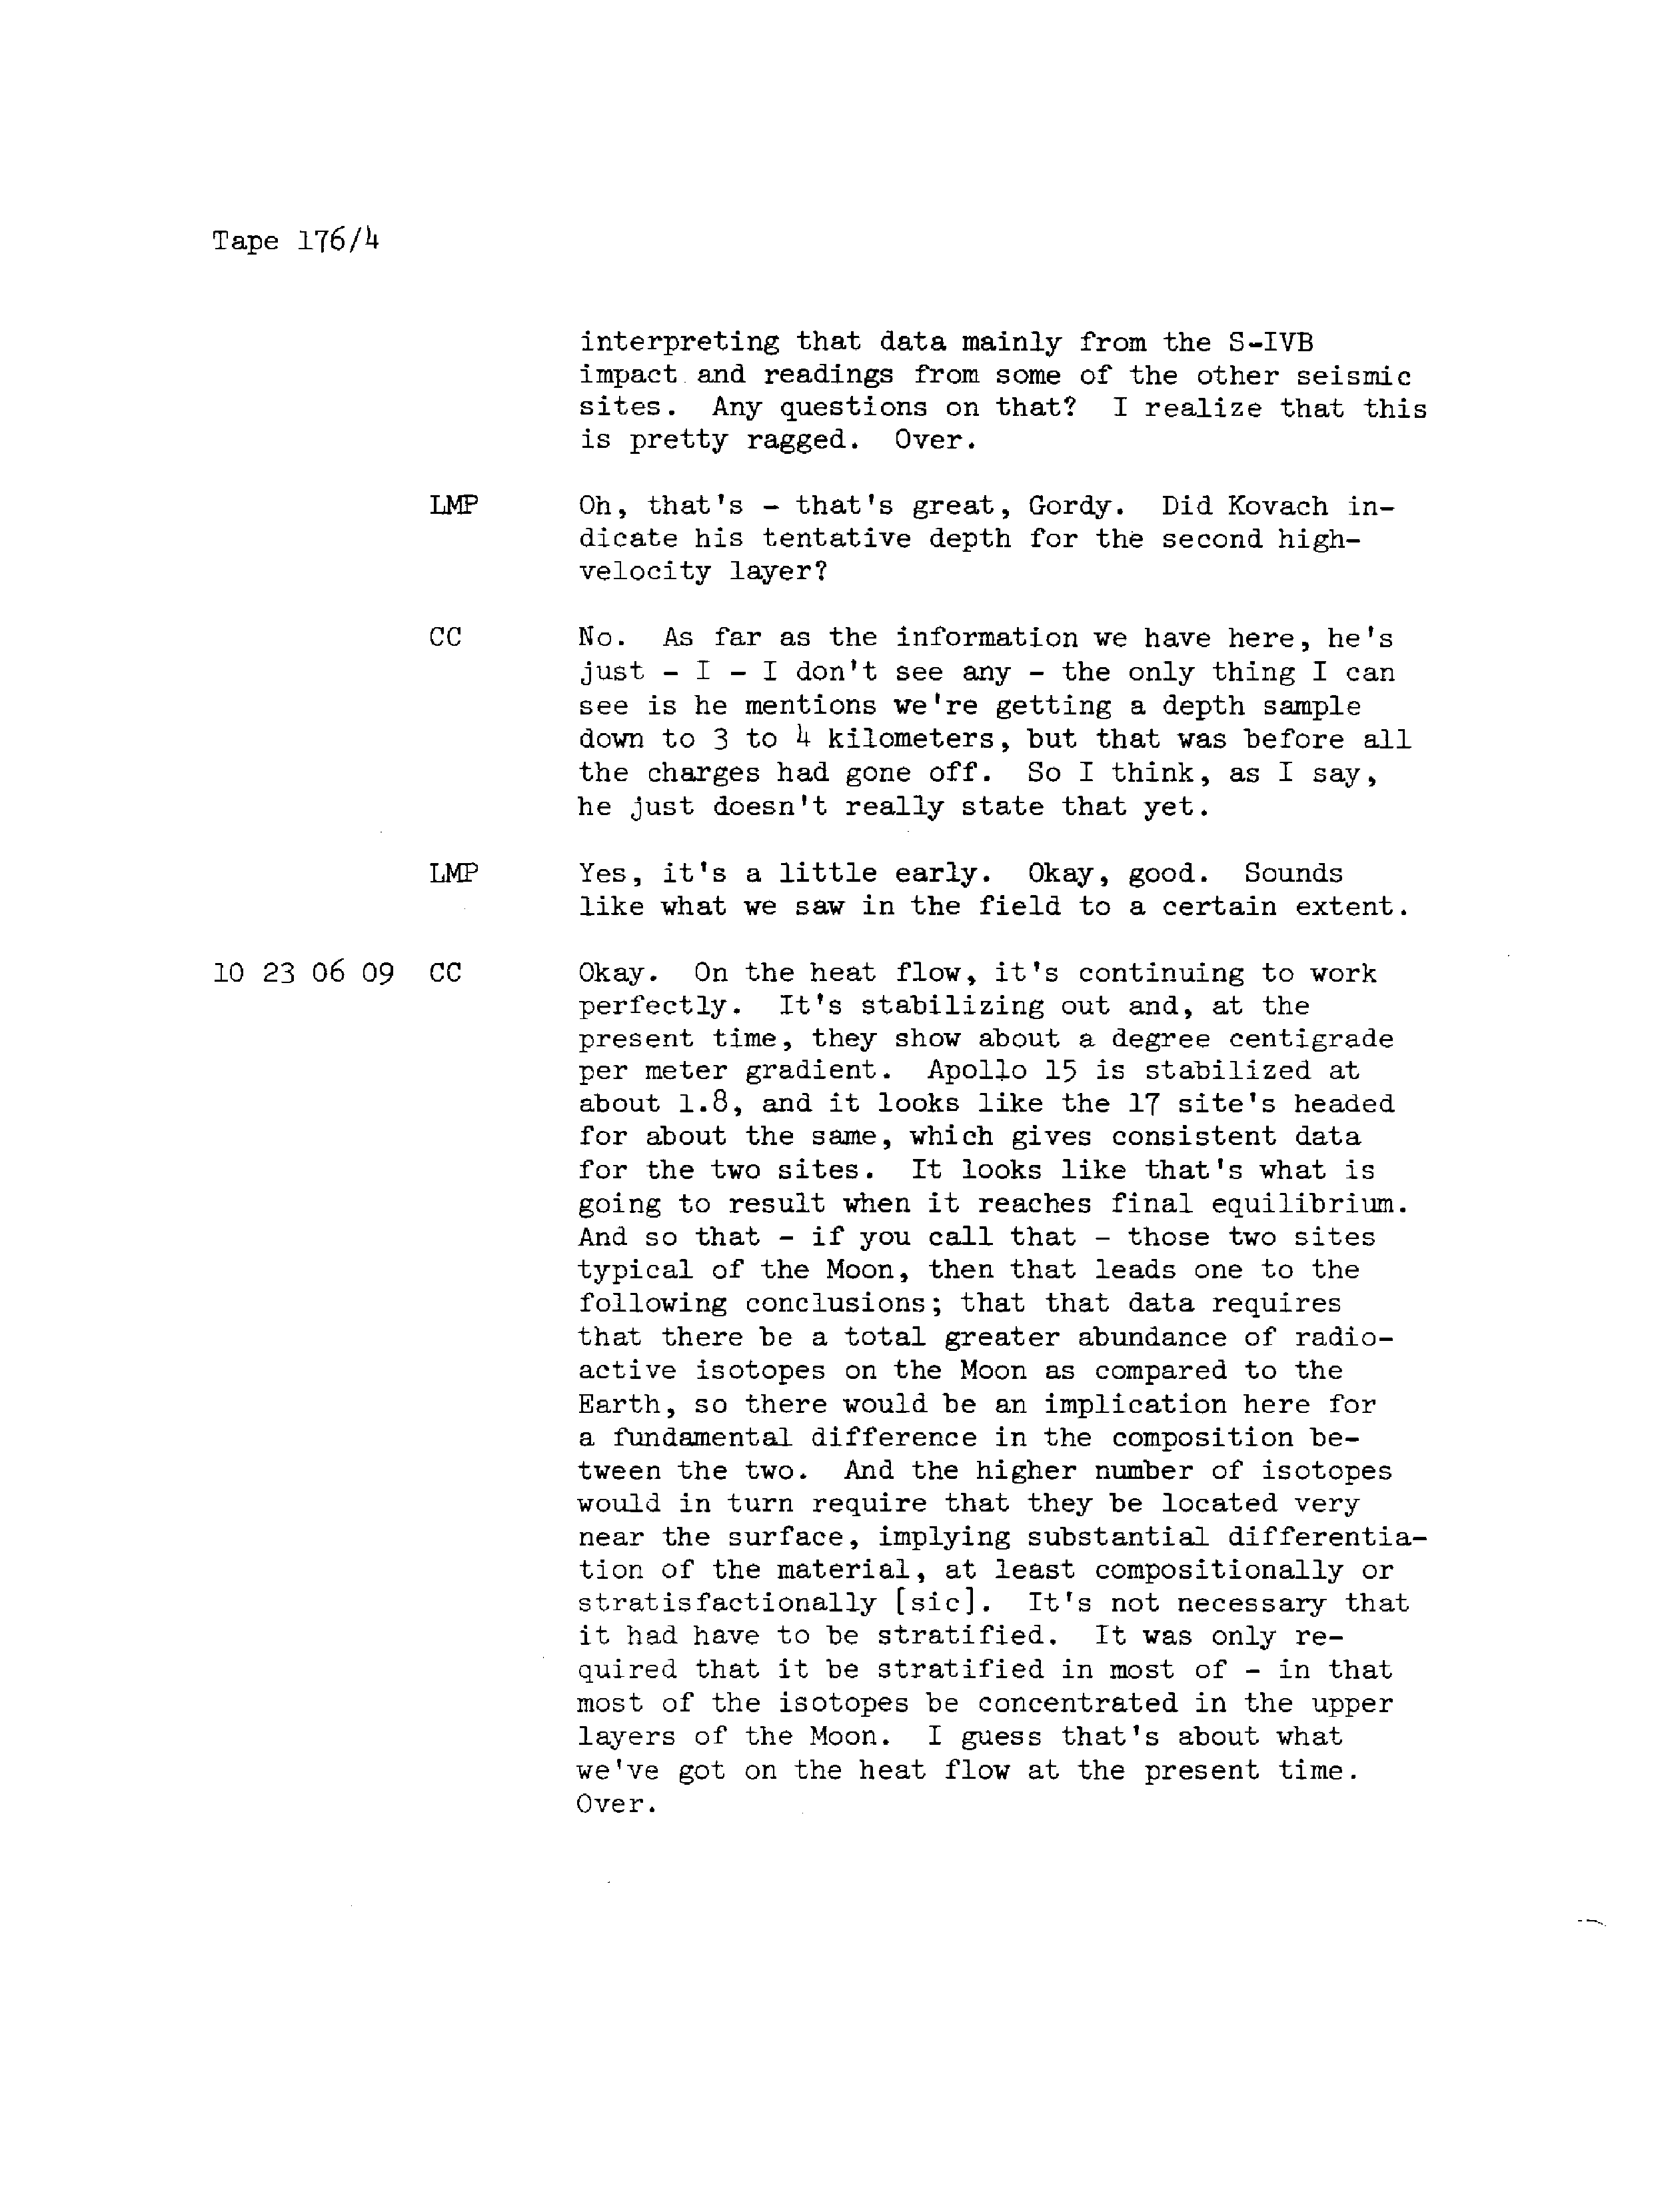 Tape 176/4
interpreting that data mainly from the S-IVB
impact and readings from some of the other seismic
sites. Any questions on that? I realize that this
is pretty ragged. Over.
LMP Oh, that's - that's great, Gordy. Did Kovach in-
dicate his tentative depth for the second high-
velocity layer?
CC No. As far as the information we have here, he's
just - I - I don't see any - the only thing I can
see is he mentions we're getting a depth sample
down to 3 to 4 kilometers, but that was before all
the charges had gone off. So I think, as I say,
he just doesn't really state that yet.
LMP Yes, it's a little early. Okay, good. Sounds
like what we saw in the field to a certain extent.
10 23 06 09 CC Okay. On the heat flow, it's continuing to work
perfectly. It's stabilizing out and, at the
present time, they show about a degree centigrade
per meter gradient. Apollo 15 is stabilized at
about 1.8, and it looks like the 17 site's headed
for about the same, which gives consistent data
for the two sites. It looks like that's what is
going to result when it reaches final equilibrium.
And so that - if you call that - those two sites
typical of the Moon, then that leads one to the
following conclusions; that that data requires
that there be a total greater abundance of radio-
active isotopes on the Moon as compared to the
Earth, so there would be an implication here for
a fundamental difference in the composition be-
tween the two. And the higher number of isotopes
would in turn require that they be located very
near the surface, implying substantial differentia-
tion of the material, at least compositionally or
stratisfactionally [sic]. It's not necessary that
it had have to be stratified. It was only re-
quired that it be stratified in most of - in that
most of the isotopes be concentrated in the upper
layers of the Moon. I guess that's about what
we've got on the heat flow at the present time.
Over.